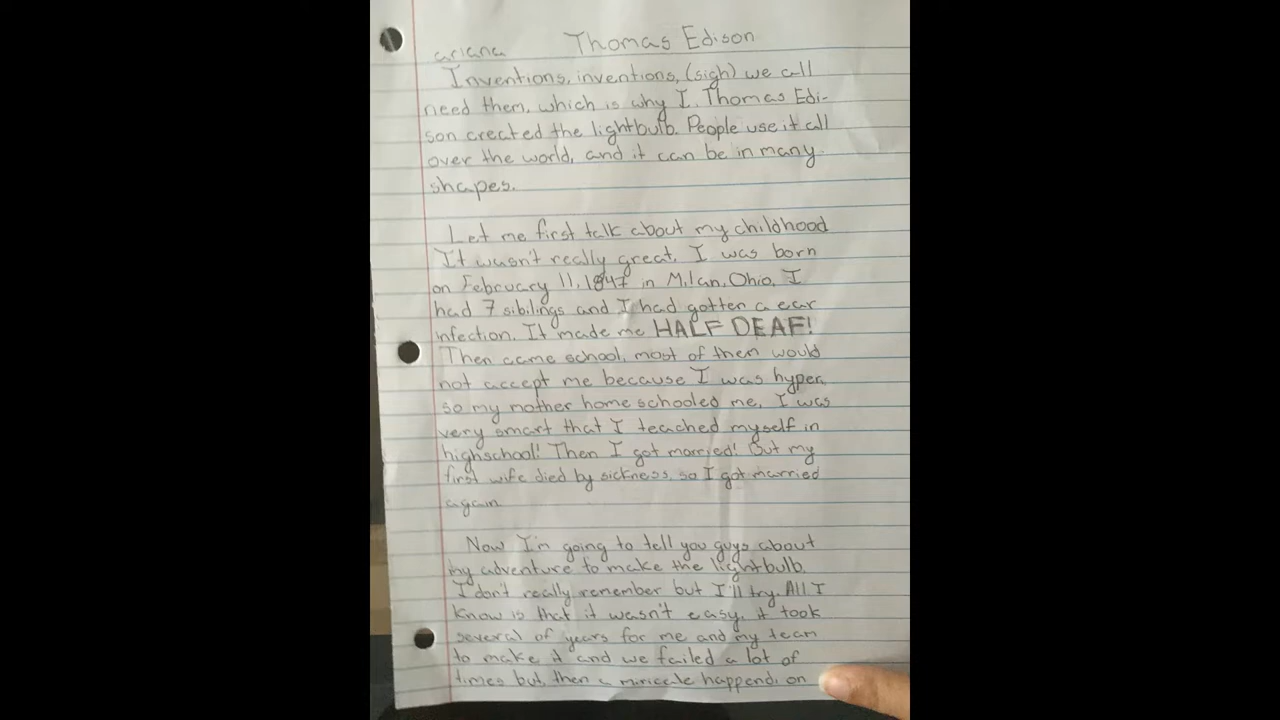 ariana Thomas Edison
Inventions, inventions, (sigh) we all
need them, which is why I, Thomas Edi-
son created the lightbulb. People use it all
over the world, and it can be in many
shapes.
Let me first talk about my childhood
It wasn't really great. I was born
on February 11, 1847 in Milan, Ohio. I
had 7 sibilings and I had gotten a ear
infection. It made me HALF DEAF!
Then came school, most of them would
not accept me because I was hyper,
so my mother home schooled me. I was
very smart that I teached myself in
highschool! Then I got married! But my
first wife died by sickness, so I got married
again.
Now I'm going to tell you guys about
my adventure to make the lightbulb.
I don't really remember but I'll try. All I
know is that it wasn't easy, it took
several of years for me and my team
to make it and we failed a lot of
times but, then a miricale happend, on